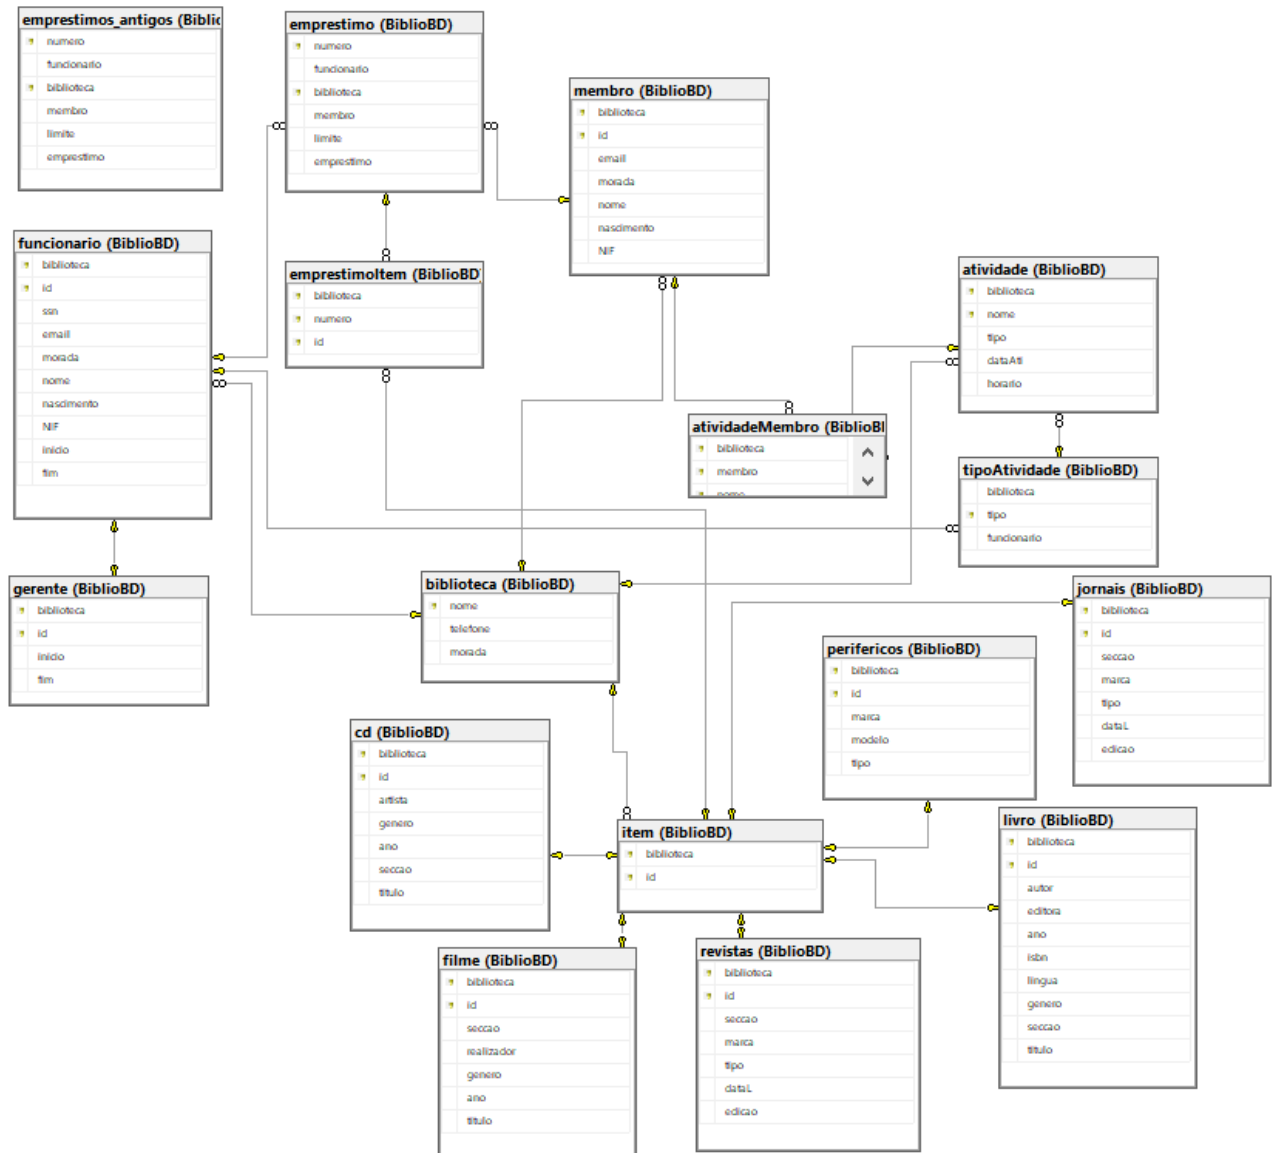 emprestimos_antigos (Biblio
numero
funcionario
biblioteca
membro
limite
emprestimo
emprestimo (BiblioBD)
numero
funcionario
biblioteca
membro
limite
emprestimo
membro (BiblioBD)
biblioteca
id
email
morada
nome
nascimento
NIF
funcionario (BiblioBD)
biblioteca
id
ssn
email
morada
nome
nascimento
NIF
inicio
fim
emprestimoItem (BiblioBD)
biblioteca
numero
id
atividade (BiblioBD)
biblioteca
nome
tipo
dataAti
horario
atividadeMembro (BiblioBI
biblioteca
membro
nome
tipoAtividade (BiblioBD)
biblioteca
tipo
funcionario
gerente (BiblioBD)
biblioteca
id
inicio
fim
biblioteca (BiblioBD)
nome
telefone
morada
jornais (BiblioBD)
biblioteca
id
seccao
marca
tipo
dataL
edicao
perifericos (BiblioBD)
biblioteca
id
marca
modelo
tipo
cd (BiblioBD)
biblioteca
id
artista
genero
ano
seccao
titulo
item (BiblioBD)
biblioteca
id
livro (BiblioBD)
biblioteca
id
autor
editora
ano
isbn
lingua
genero
seccao
titulo
filme (BiblioBD)
biblioteca
id
seccao
realizador
genero
ano
titulo
revistas (BiblioBD)
biblioteca
id
seccao
marca
tipo
dataL
edicao